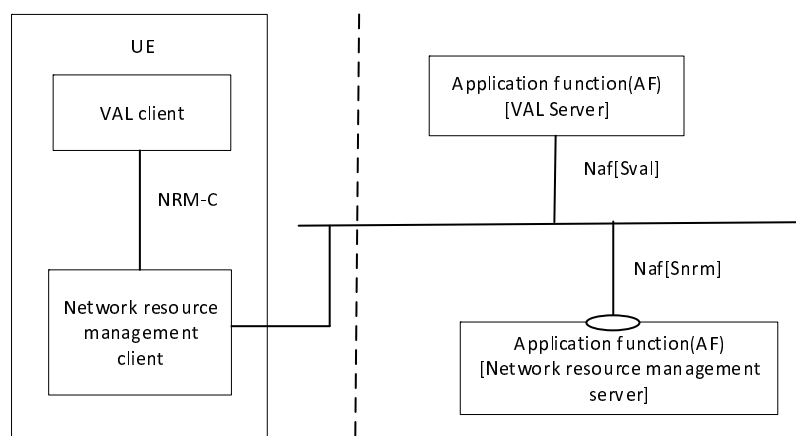 UE
VAL client
NRM-C
Network resource
management
client
Application function(AF)
[VAL Server]
Naf[Sval]
Naf[Snrm]
Application function(AF)
[Network resource management
server]